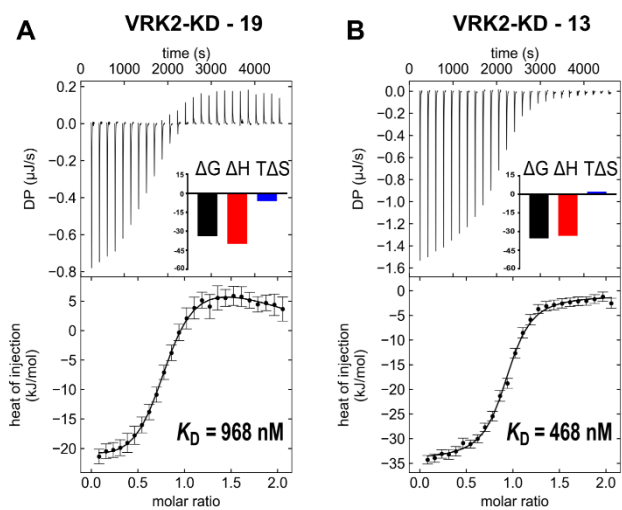 A
VRK2-KD - 19
time (s)
0 1000 2000 3000 4000
0.2
0.0
−0.2
−0.4
−0.6
−0.8
DP (µJ/s)
ΔG ΔH TΔS
15
0
-15
-30
-45
-60
5
0
−5
−10
−15
−20
heat of injection
(kJ/mol)
KD = 968 nM
0.0 0.5 1.0 1.5 2.0
molar ratio
B
VRK2-KD - 13
time (s)
0 1000 2000 3000 4000
0.0
−0.2
−0.4
−0.6
−0.8
−1.0
−1.2
−1.4
−1.6
DP (µJ/s)
ΔG ΔH TΔS
15
0
-15
-30
-45
-60
0
−5
−10
−15
−20
−25
−30
−35
heat of injection
(kJ/mol)
KD = 468 nM
0.0 0.5 1.0 1.5 2.0
molar ratio